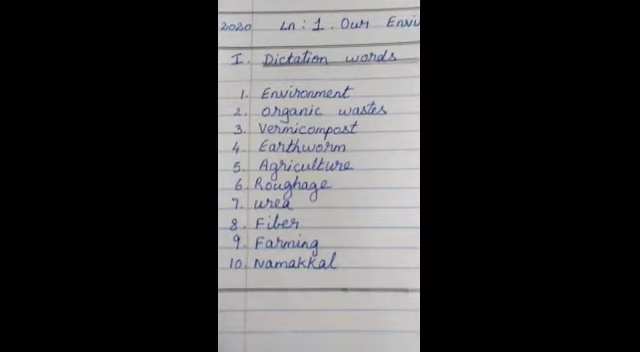 2020 Ln : 1 . Our Envi
I. Dictation words
1. Environment
2. Organic wastes
3. Vermicompost
4. Earthworm
5. Agriculture
6. Roughage
7. urea
8. Fiber
9. Farming
10. Namakkal